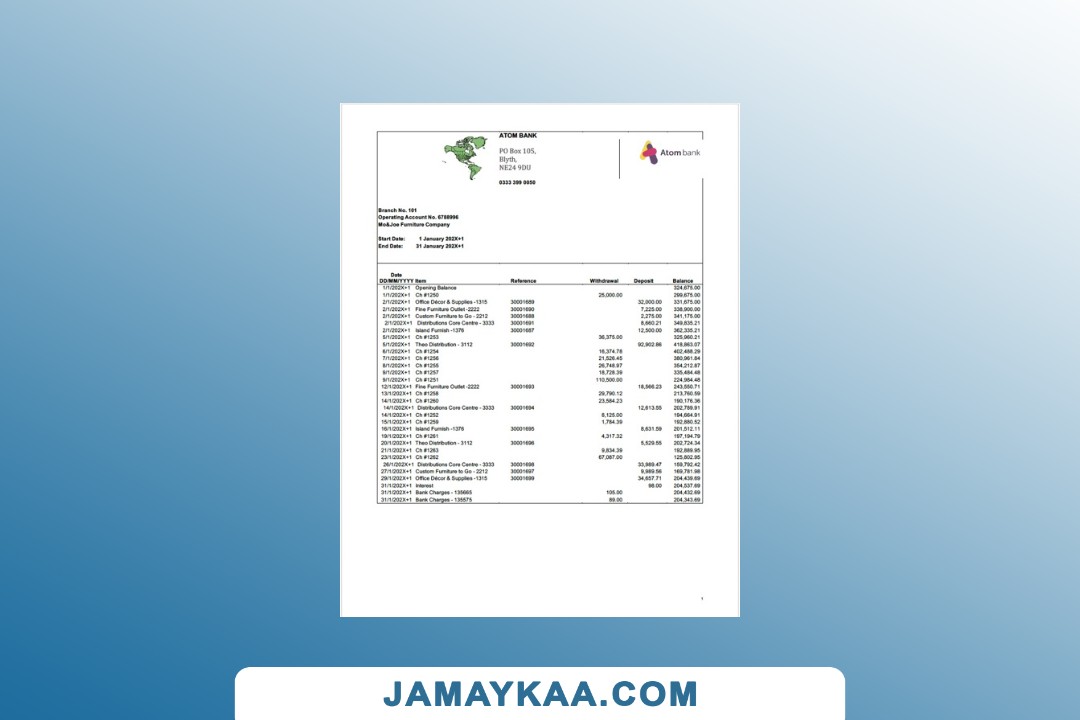 ATOM BANK
PO Box 105,
Blyth,
NE24 9DU
0333 399 0050
Atom bank
Branch No. 101
Operating Account No. 6788996
Mo&Joe Furniture Company
Start Date: 1 January 202X+1
End Date: 31 January 202X+1
Date
DD/MM/YYYY Item Reference Withdrawal Deposit Balance
1/1/202X+1 Opening Balance 324,675.00
1/1/202X+1 Ch #1250 25,000.00 299,675.00
2/1/202X+1 Office Décor & Supplies -1315 30001689 32,000.00 331,675.00
2/1/202X+1 Fine Furniture Outlet -2222 30001690 7,225.00 338,900.00
2/1/202X+1 Custom Furniture to Go - 2212 30001688 2,275.00 341,175.00
2/1/202X+1 Distributions Core Centre - 3333 30001691 8,660.21 349,835.21
2/1/202X+1 Island Furnish -1376 30001687 12,500.00 362,335.21
5/1/202X+1 Ch #1253 36,375.00 325,960.21
5/1/202X+1 Theo Distribution - 3112 30001692 92,902.86 418,863.07
6/1/202X+1 Ch #1254 16,374.78 402,488.29
7/1/202X+1 Ch #1256 21,526.45 380,961.84
8/1/202X+1 Ch #1255 26,748.97 354,212.87
9/1/202X+1 Ch #1257 18,728.39 335,484.48
9/1/202X+1 Ch #1251 110,500.00 224,984.48
12/1/202X+1 Fine Furniture Outlet -2222 30001693 18,566.23 243,550.71
13/1/202X+1 Ch #1258 29,790.12 213,760.59
14/1/202X+1 Ch #1260 23,584.23 190,176.36
14/1/202X+1 Distributions Core Centre - 3333 30001694 12,613.55 202,789.91
14/1/202X+1 Ch #1252 8,125.00 194,664.91
15/1/202X+1 Ch #1259 1,784.39 192,880.52
16/1/202X+1 Island Furnish -1376 30001695 8,631.59 201,512.11
19/1/202X+1 Ch #1261 4,317.32 197,194.79
20/1/202X+1 Theo Distribution - 3112 30001696 5,529.55 202,724.34
21/1/202X+1 Ch #1263 9,834.39 192,889.95
23/1/202X+1 Ch #1262 67,087.00 125,802.95
26/1/202X+1 Distributions Core Centre - 3333 30001698 33,989.47 159,792.42
27/1/202X+1 Custom Furniture to Go - 2212 30001697 9,989.56 169,781.98
29/1/202X+1 Office Décor & Supplies -1315 30001699 34,657.71 204,439.69
31/1/202X+1 Interest 98.00 204,537.69
31/1/202X+1 Bank Charges - 135665 105.00 204,432.69
31/1/202X+1 Bank Charges - 135575 89.00 204,343.69
1
JAMAYKAA.COM